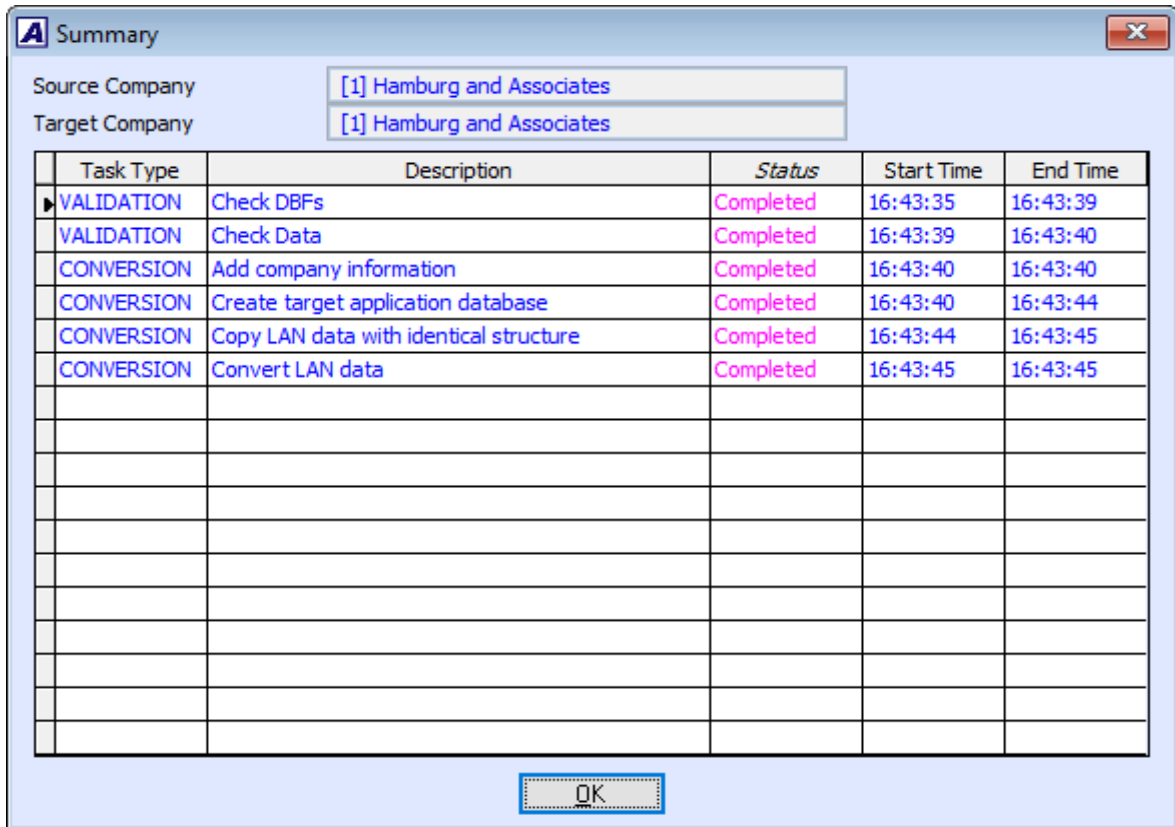 A Summary
Source Company [1] Hamburg and Associates
Target Company [1] Hamburg and Associates
Task Type Description Status Start Time End Time
VALIDATION Check DBFs Completed 16:43:35 16:43:39
VALIDATION Check Data Completed 16:43:39 16:43:40
CONVERSION Add company information Completed 16:43:40 16:43:40
CONVERSION Create target application database Completed 16:43:40 16:43:44
CONVERSION Copy LAN data with identical structure Completed 16:43:44 16:43:45
CONVERSION Convert LAN data Completed 16:43:45 16:43:45
OK